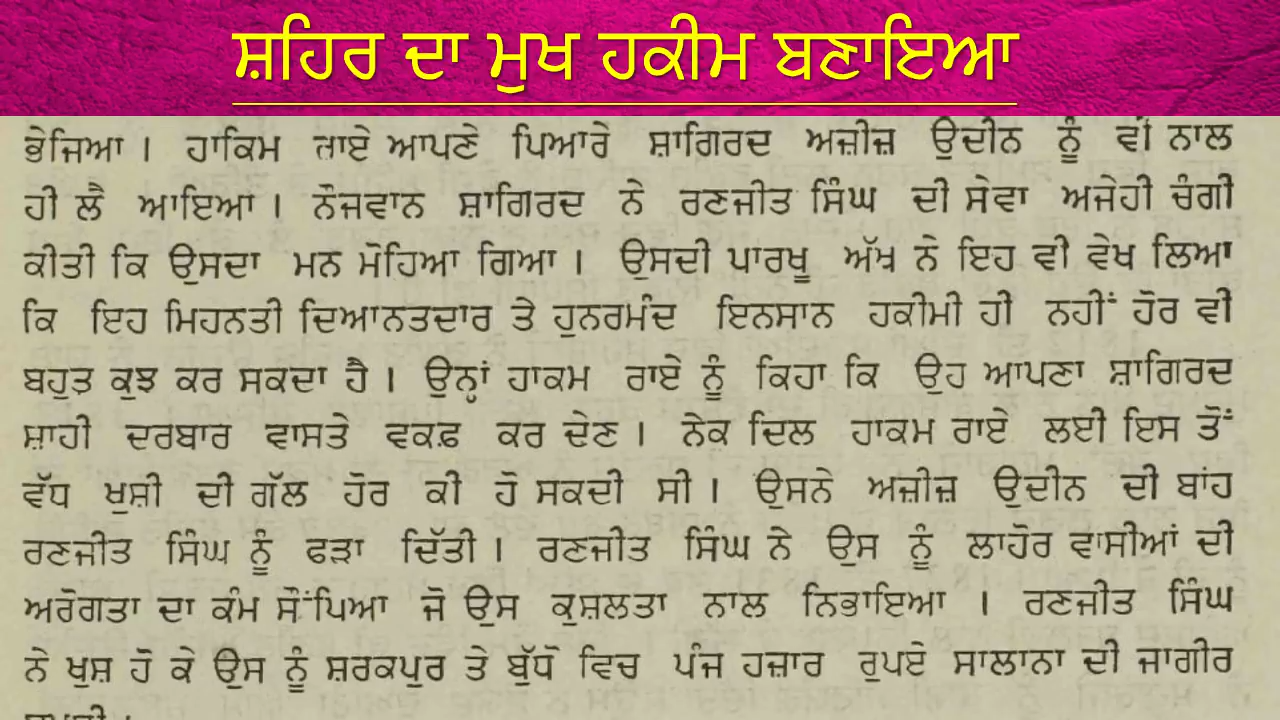 ਸ਼ਹਿਰ ਦਾ ਮੁਖ ਹਕੀਮ ਬਣਾਇਆ
ਭੇਜਿਆ । ਹਾਕਿਮ ਰਾਏ ਆਪਣੇ ਪਿਆਰੇ ਸ਼ਾਗਿਰਦ ਅਜ਼ੀਜ਼ ਉਦੀਨ ਨੂੰ ਵੀ ਨਾਲ
ਹੀ ਲੈ ਆਇਆ । ਨੌਜਵਾਨ ਸ਼ਾਗਿਰਦ ਨੇ ਰਣਜੀਤ ਸਿੰਘ ਦੀ ਸੇਵਾ ਅਜੇਹੀ ਚੰਗੀ
ਕੀਤੀ ਕਿ ਉਸਦਾ ਮਨ ਮੋਹਿਆ ਗਿਆ । ਉਸਦੀ ਪਾਰਖੂ ਅੱਖ ਨੇ ਇਹ ਵੀ ਵੇਖ ਲਿਆ
ਕਿ ਇਹ ਮਿਹਨਤੀ ਦਿਆਨਤਦਾਰ ਤੇ ਹੁਨਰਮੰਦ ਇਨਸਾਨ ਹਕੀਮੀ ਹੀ ਨਹੀਂ ਹੋਰ ਵੀ
ਬਹੁਤ ਕੁਝ ਕਰ ਸਕਦਾ ਹੈ । ਉਨ੍ਹਾਂ ਹਾਕਮ ਰਾਏ ਨੂੰ ਕਿਹਾ ਕਿ ਉਹ ਆਪਣਾ ਸ਼ਾਗਿਰਦ
ਸ਼ਾਹੀ ਦਰਬਾਰ ਵਾਸਤੇ ਵਕਫ਼ ਕਰ ਦੇਣ । ਨੇਕ ਦਿਲ ਹਾਕਮ ਰਾਏ ਲਈ ਇਸ ਤੋਂ
ਵੱਧ ਖੁਸ਼ੀ ਦੀ ਗੱਲ ਹੋਰ ਕੀ ਹੋ ਸਕਦੀ ਸੀ । ਉਸਨੇ ਅਜ਼ੀਜ਼ ਉਦੀਨ ਦੀ ਬਾਂਹ
ਰਣਜੀਤ ਸਿੰਘ ਨੂੰ ਫੜਾ ਦਿੱਤੀ । ਰਣਜੀਤ ਸਿੰਘ ਨੇ ਉਸ ਨੂੰ ਲਾਹੌਰ ਵਾਸੀਆਂ ਦੀ
ਅਰੋਗਤਾ ਦਾ ਕੰਮ ਸੌਂਪਿਆ ਜੋ ਉਸ ਕੁਸ਼ਲਤਾ ਨਾਲ ਨਿਭਾਇਆ । ਰਣਜੀਤ ਸਿੰਘ
ਨੇ ਖੁਸ਼ ਹੋ ਕੇ ਉਸ ਨੂੰ ਸ਼ਰਕਪੁਰ ਤੇ ਬੁੱਧੋ ਵਿਚ ਪੰਜ ਹਜ਼ਾਰ ਰੁਪਏ ਸਾਲਾਨਾ ਦੀ ਜਾਗੀਰ